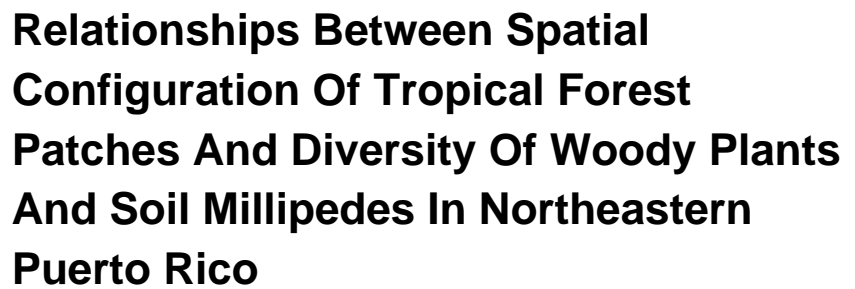 Relationships Between Spatial
Configuration Of Tropical Forest
Patches And Diversity Of Woody Plants
And Soil Millipedes In Northeastern
Puerto Rico